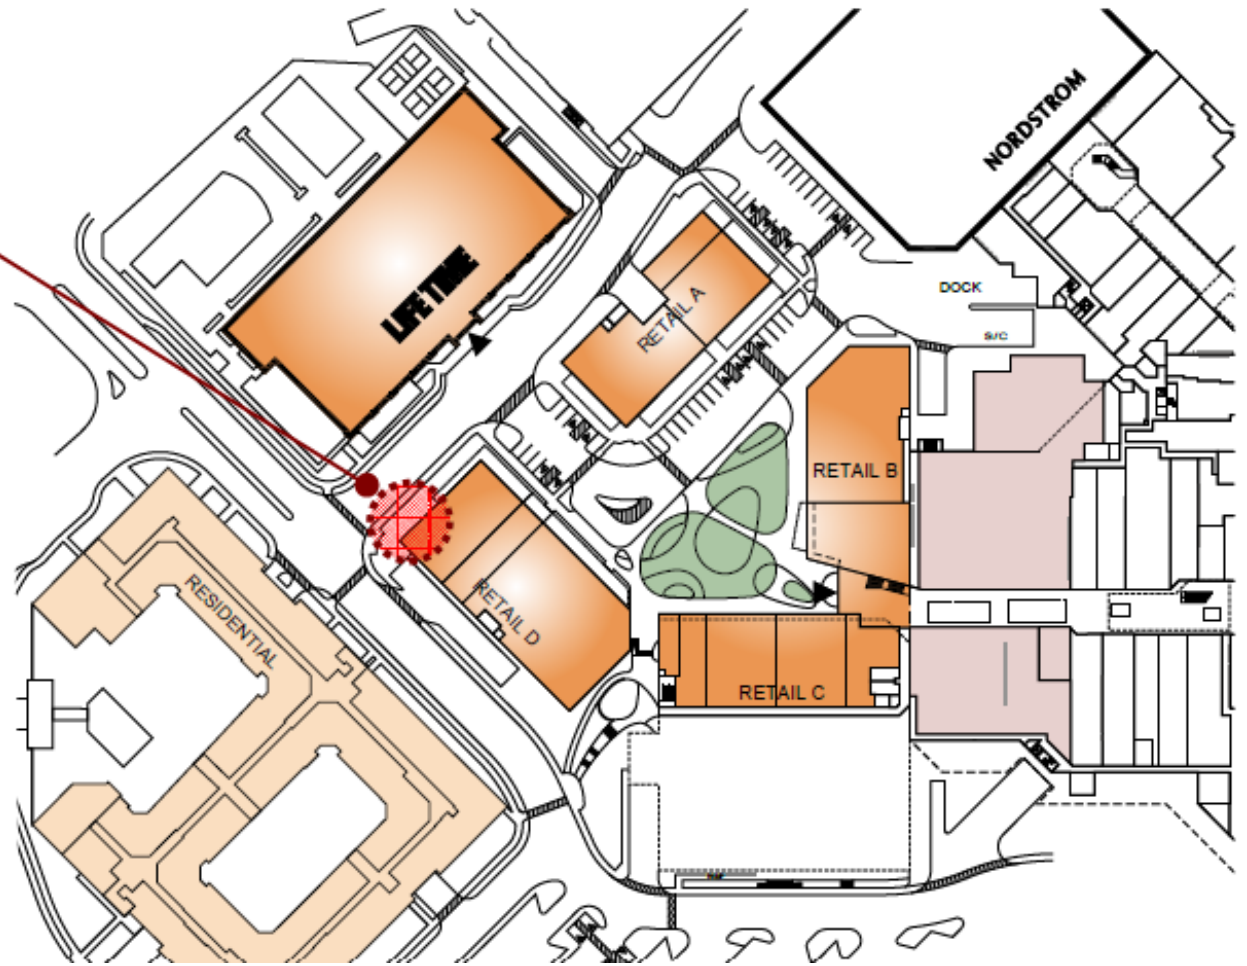 NORDSTROM
LIFE TIME
DOCK
RETAIL A
S/C
RETAIL B
RETAIL D
RESIDENTIAL
RETAIL C